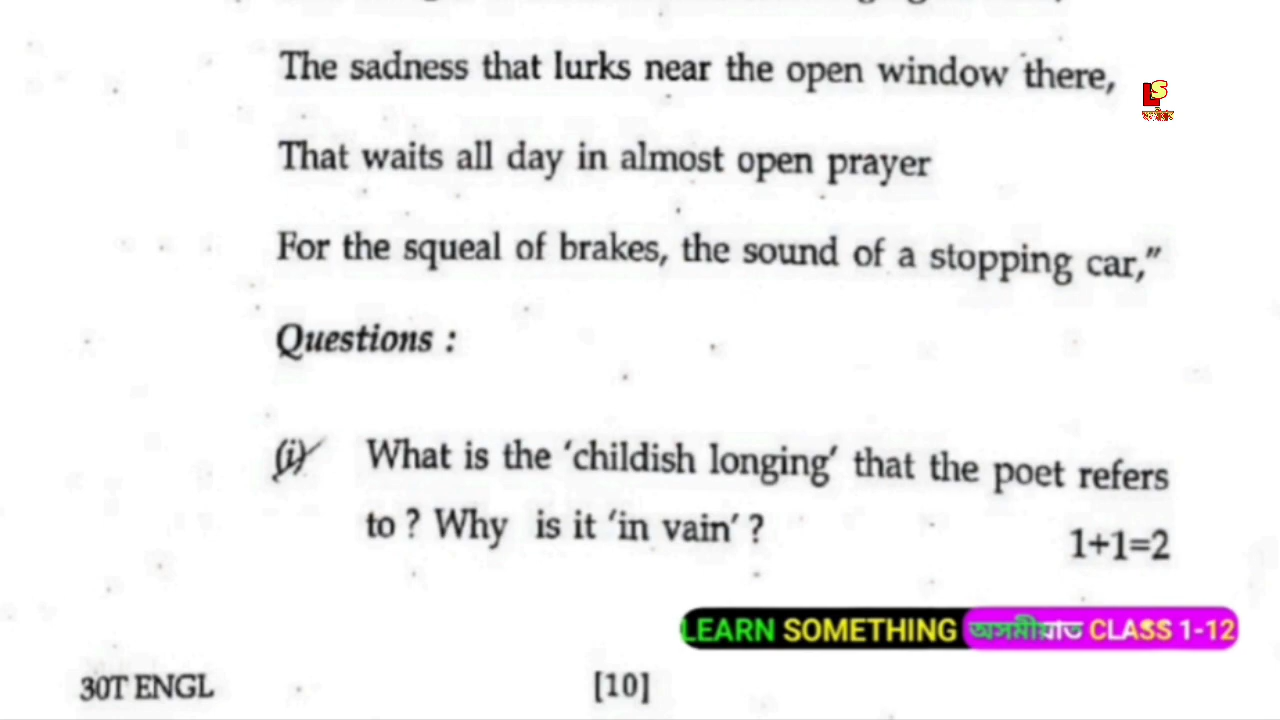 The sadness that lurks near the open window there,
LS
That waits all day in almost open prayer
For the squeal of brakes, the sound of a stopping car,”
Questions :
(i) What is the ‘childish longing’ that the poet refers
to ? Why is it ‘in vain’ ?
1+1=2
LEARN SOMETHING অসমীয়াত CLASS 1-12
30T ENGL
[10]